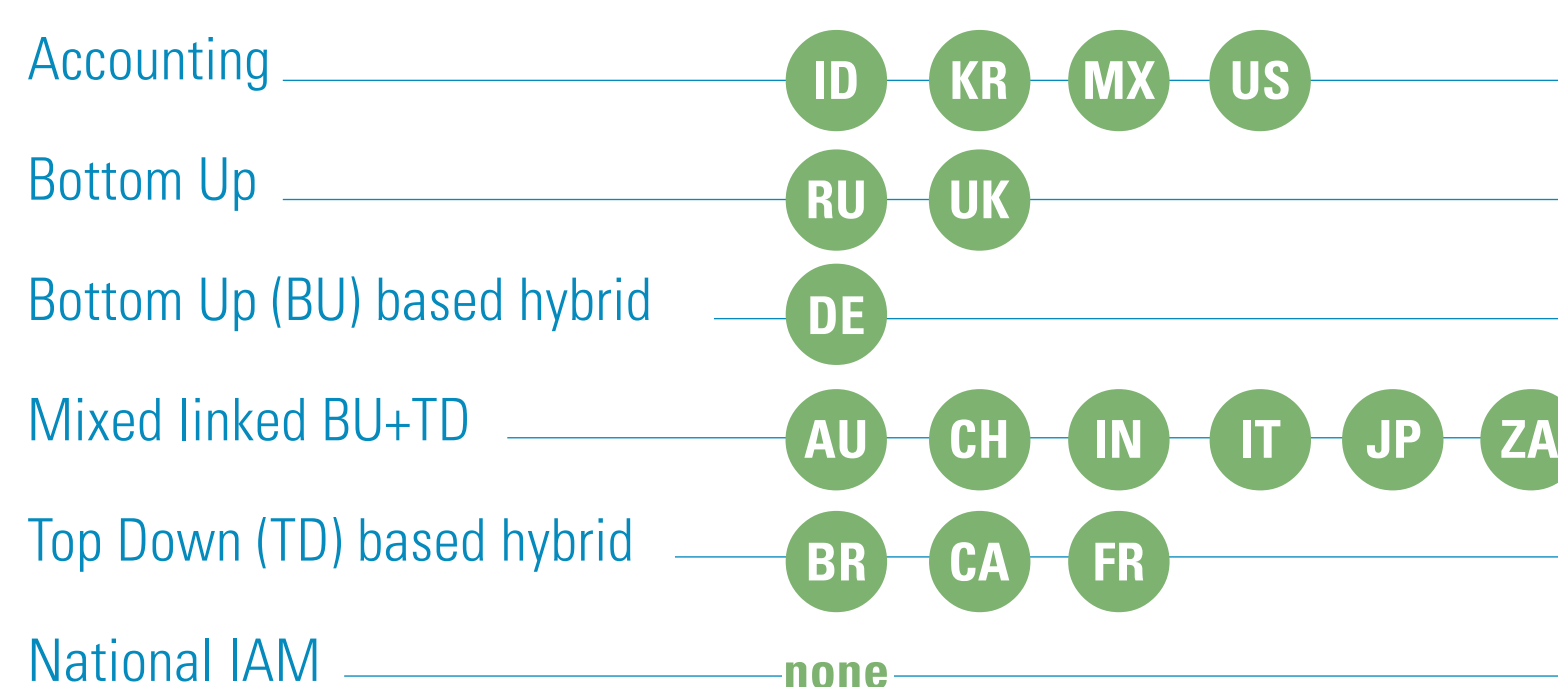 Accounting ID KR MX US
Bottom Up RU UK
Bottom Up (BU) based hybrid DE
Mixed linked BU+TD AU CH IN IT JP ZA
Top Down (TD) based hybrid BR CA FR
National IAM none